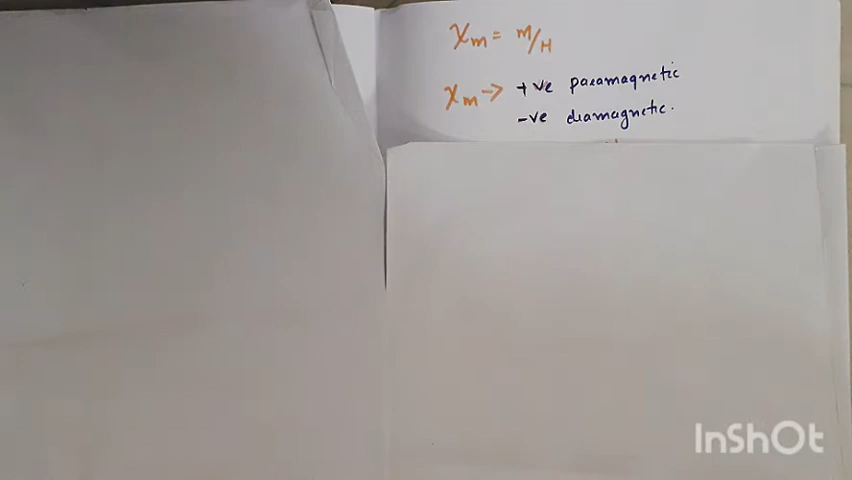 χm = m/H
χm → +ve paramagnetic
-ve diamagnetic.
InShOt